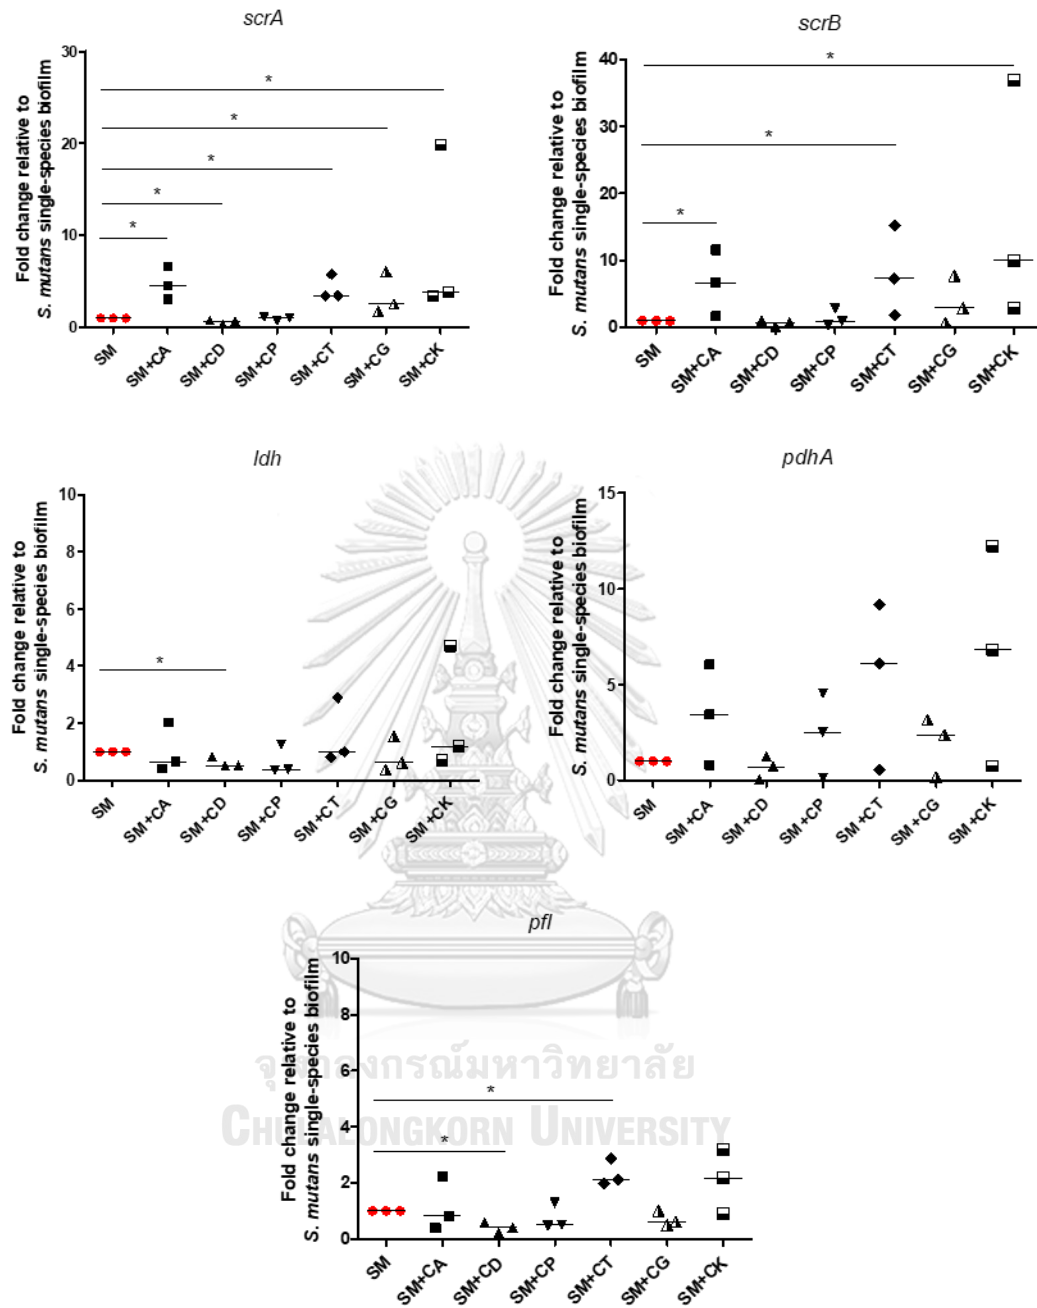 scrA
Fold change relative to
S. mutans single-species biofilm
30
20
10
0
*
*
*
*
*
SM
SM+CA
SM+CD
SM+CP
SM+CT
SM+CG
SM+CK
scrB
Fold change relative to
S. mutans single-species biofilm
40
30
20
10
0
*
*
*
SM
SM+CA
SM+CD
SM+CP
SM+CT
SM+CG
SM+CK
ldh
Fold change relative to
S. mutans single-species biofilm
10
8
6
4
2
0
*
SM
SM+CA
SM+CD
SM+CP
SM+CT
SM+CG
SM+CK
pdhA
Fold change relative to
S. mutans single-species biofilm
15
10
5
0
SM
SM+CA
SM+CD
SM+CP
SM+CT
SM+CG
SM+CK
pfl
Fold change relative to
S. mutans single-species biofilm
10
8
6
4
2
0
*
*
SM
SM+CA
SM+CD
SM+CP
SM+CT
SM+CG
SM+CK
จุฬาลงกรณ์มหาวิทยาลัย
CHULALONGKORN UNIVERSITY